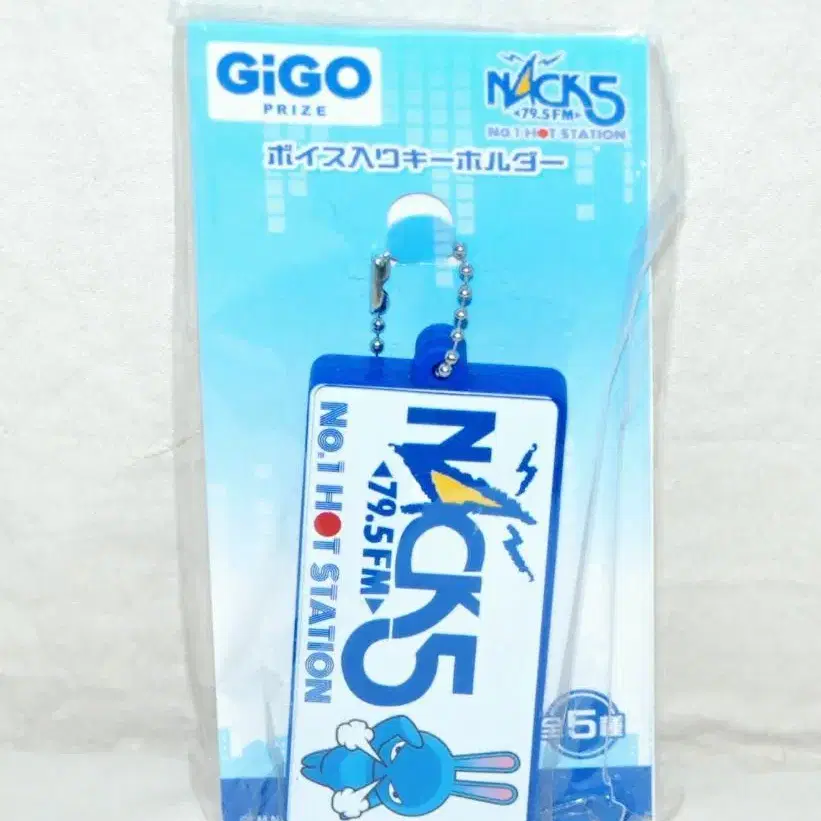 GiGO
PRIZE
NACK5
◀79.5FM▶
No.1 HOT STATION
ボイス入りキーホルダー
NACK5
◀79.5FM▶
No.1 HOT STATION
全5種